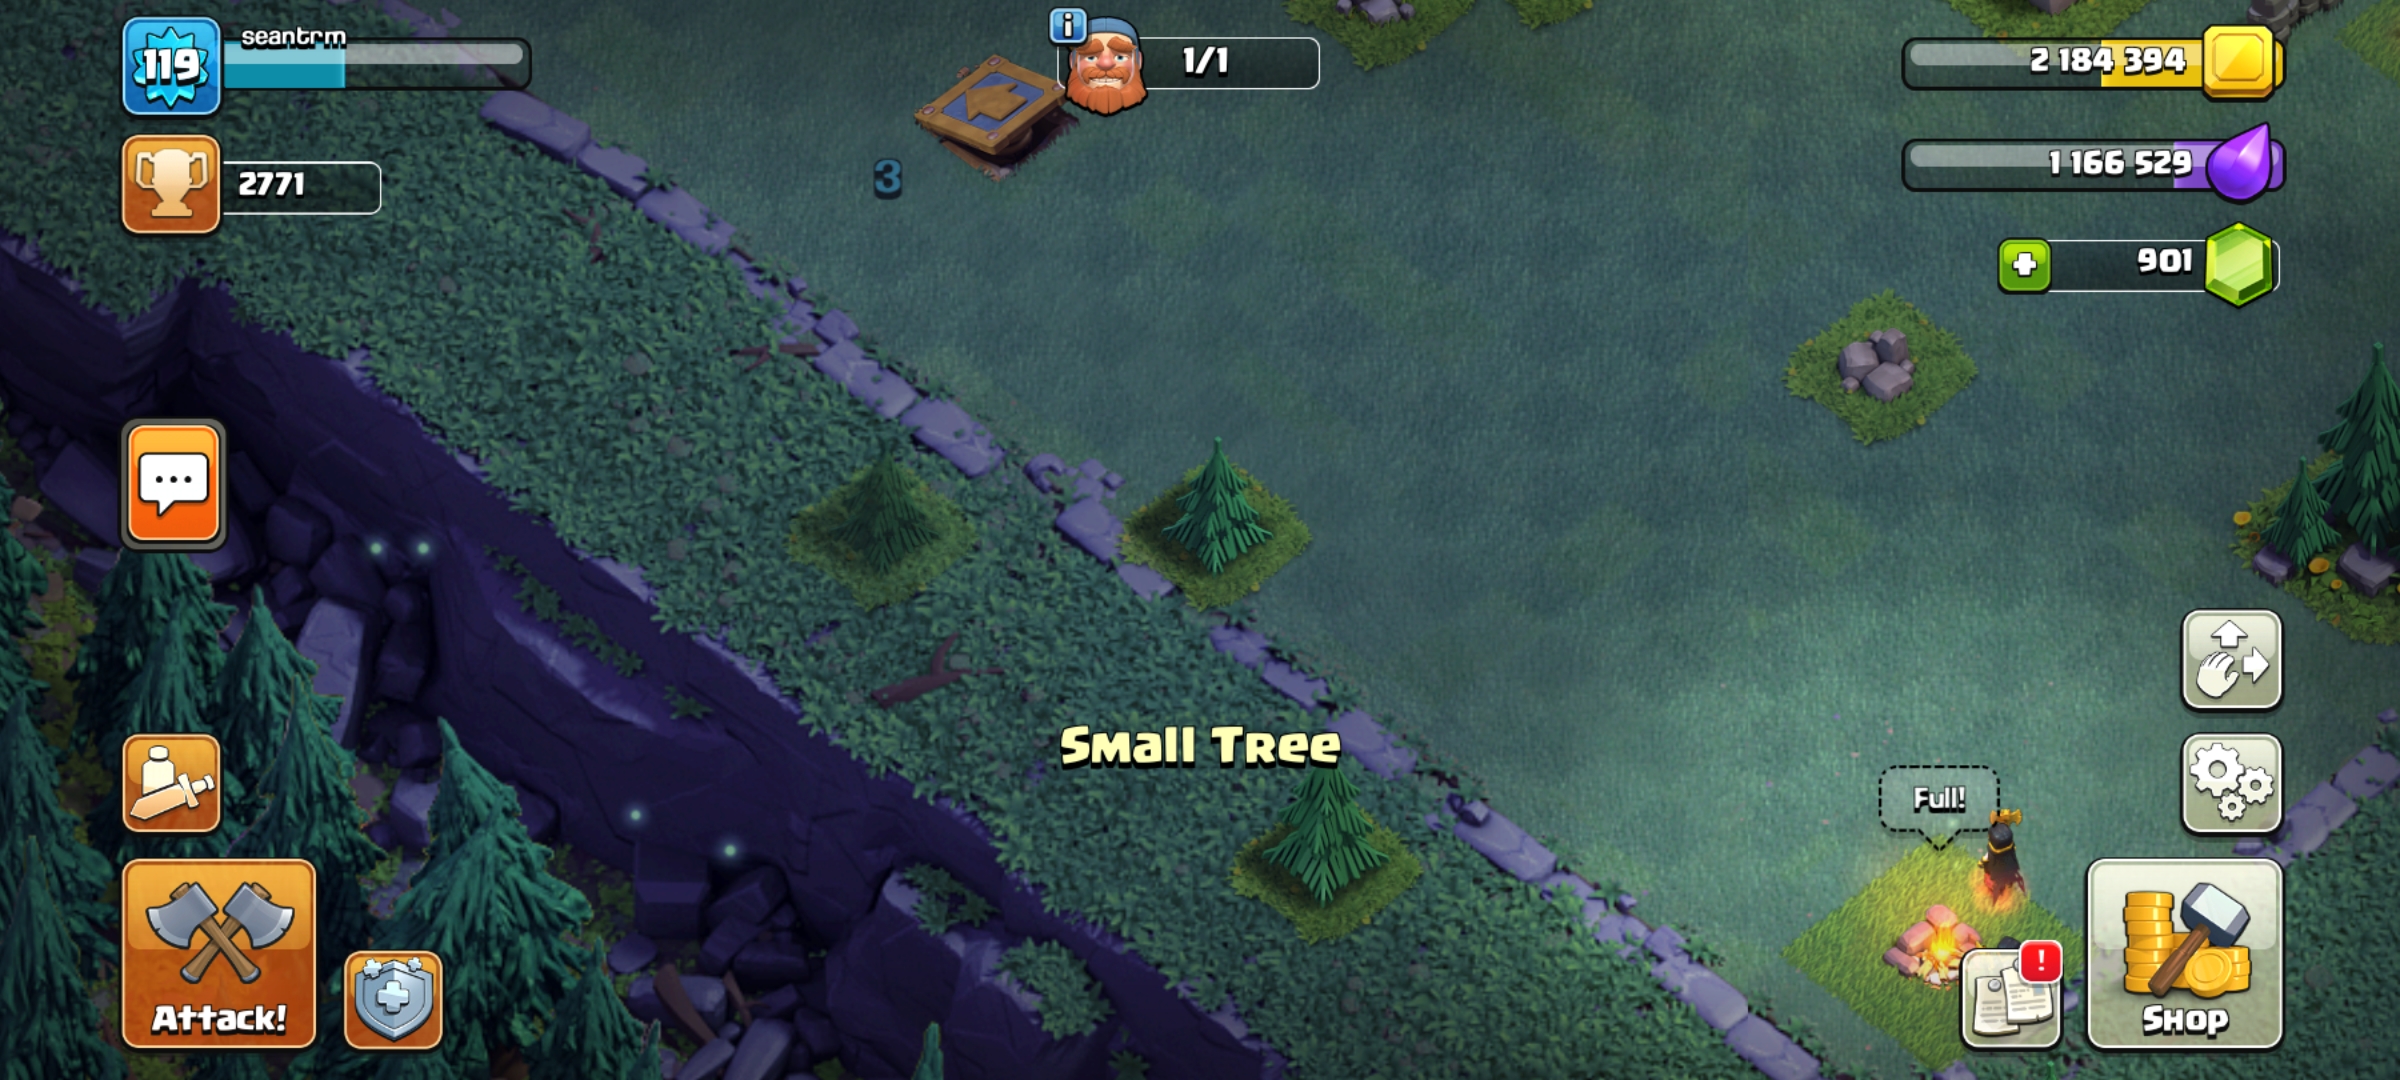 119
seantrm
i
1/1
2 184 394
2771
3
1 166 529
901
Small Tree
Full!
!
Attack!
Shop